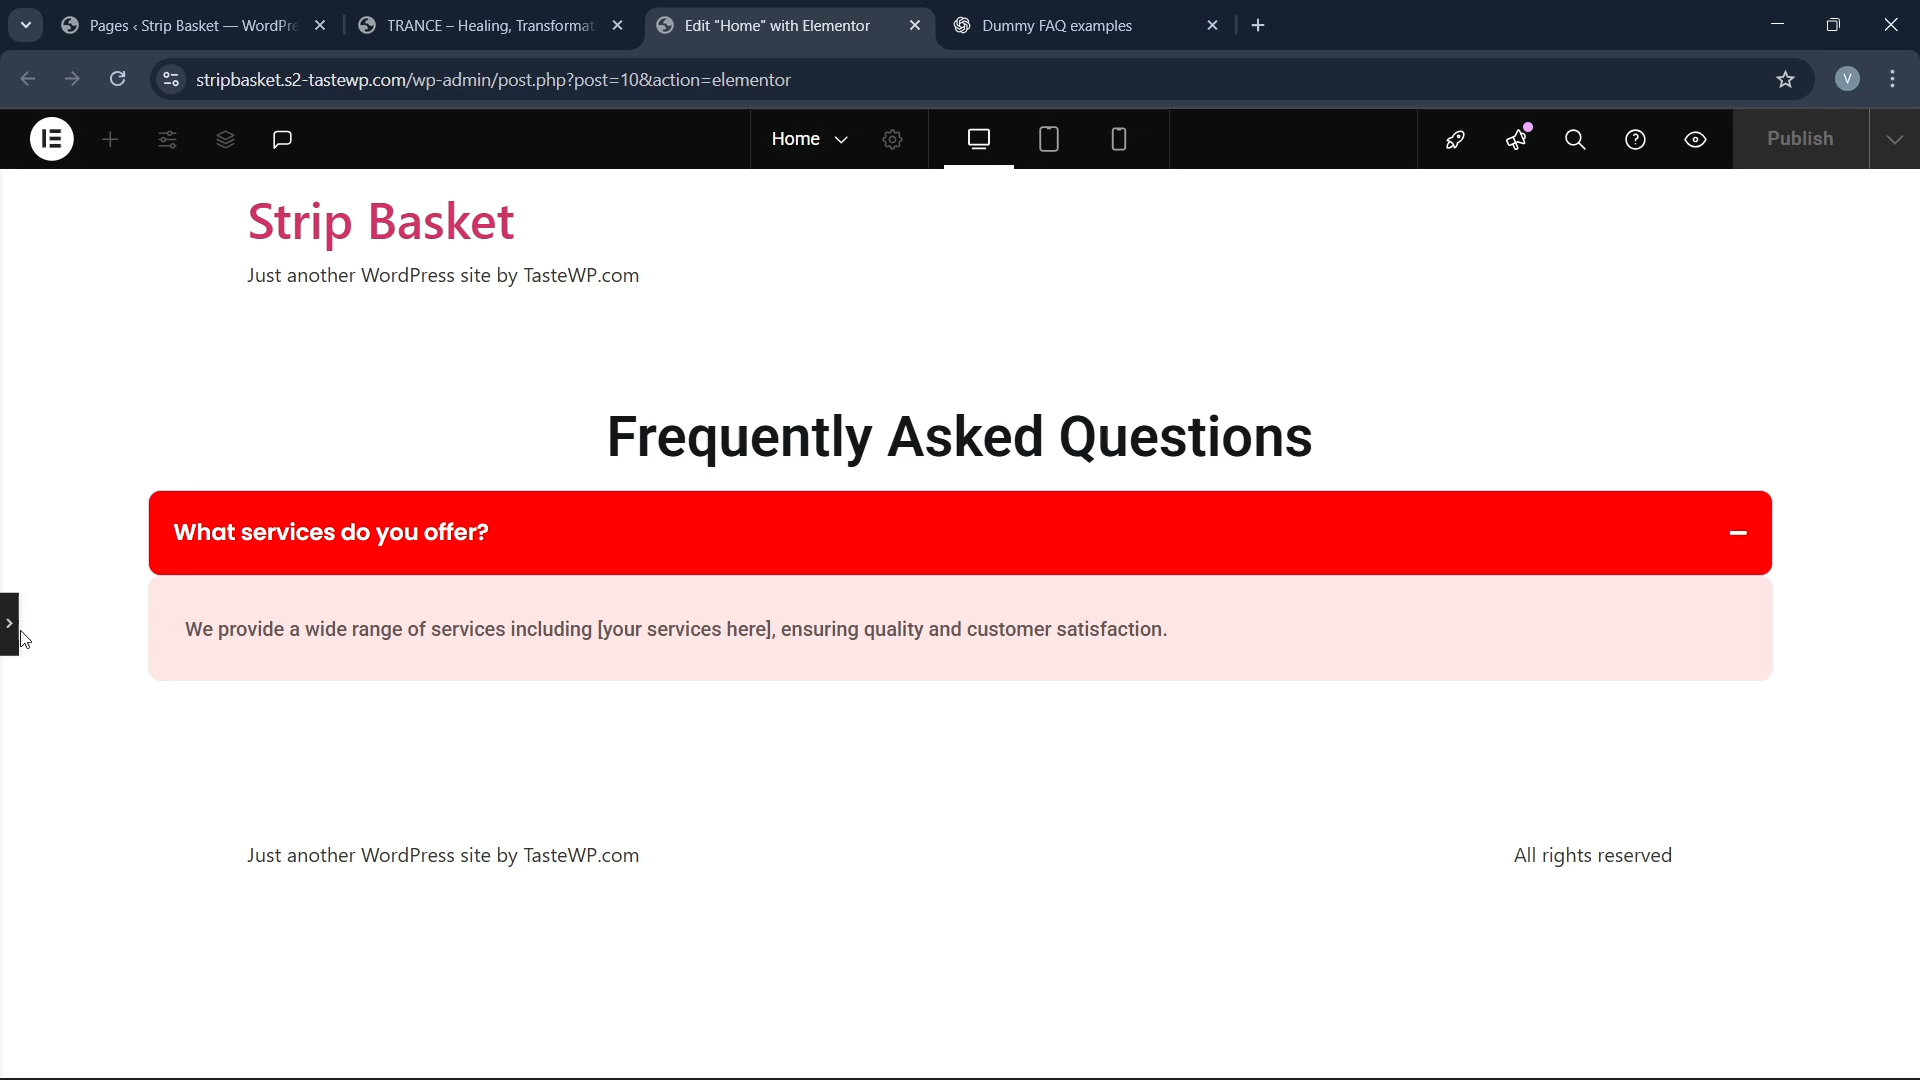 Pages ‹ Strip Basket — WordPre
TRANCE – Healing, Transformat
Edit "Home" with Elementor
Dummy FAQ examples
stripbasket.s2-tastewp.com/wp-admin/post.php?post=10&action=elementor
V
Home
Publish
Strip Basket
Just another WordPress site by TasteWP.com
Frequently Asked Questions
What services do you offer?
We provide a wide range of services including [your services here], ensuring quality and customer satisfaction.
Just another WordPress site by TasteWP.com
All rights reserved